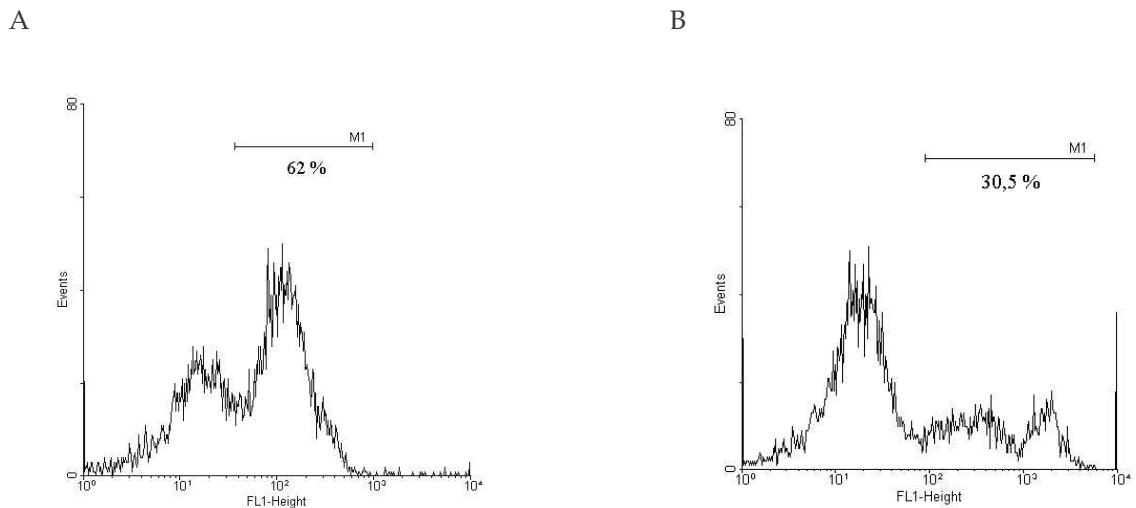 A
B
80
M1
62 %
Events
0
10⁰
10¹
10²
10³
10⁴
FL1-Height
80
M1
30,5 %
Events
0
10⁰
10¹
10²
10³
10⁴
FL1-Height